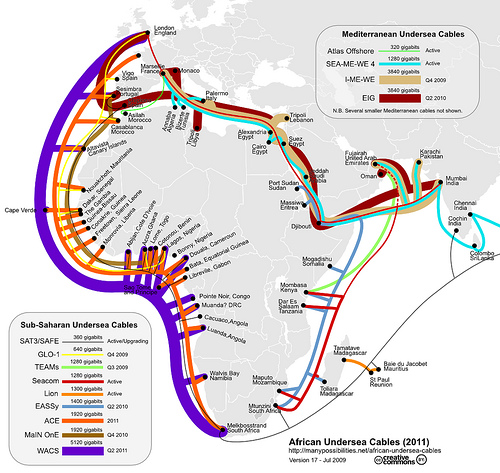 London
England
Mediterranean Undersea Cables
320 gigabits
Atlas Offshore
Active
1280 gigabits
SEA-ME-WE 4
Active
3840 gigabits
I-ME-WE
Q4 2009
3840 gigabits
EIG
Q2 2010
N.B. Several smaller Mediterranean cables not shown.
Marseille
France
Monaco
Vigo
Spain
Sesimbra
Portugal
Palermo
Italy
Asilah
Morocco
Casablanca
Morocco
Annaba
Algeria
Bizerte
Tunisia
Tripoli
Libya
Tripoli
Lebanon
Alexandria
Egypt
Cairo
Egypt
Suez
Egypt
Altavista
Canary Islands
Jeddah
Saudi
Arabia
Fujairah
United Arab
Emirates
Oman
Karachi
Pakistan
Mumbai
India
Port Sudan
Sudan
Massiwa
Eritrea
Djibouti
Chennai
India
Cochin
India
Colombo
Sri Lanka
Nouakchott, Mauritania
Dakar, Senegal
The Gambia
Guinea-Bissau
Conakry, Guinea
Freetown, Sierra Leone
Monrovia, Liberia
Cape Verde
Abijan, Cote D'Ivoire
Accra, Ghana
Lome, Togo
Cotonou, Benin
Lagos, Nigeria
Bonny, Nigeria
Douala, Cameroun
Bata, Equatorial Guinea
Libreville, Gabon
Sao Tome
and Principe
Mogadishu
Somalia
Mombasa
Kenya
Dar Es
Salaam
Tanzania
Pointe Noir, Congo
Muanda? DRC
Cacuaco, Angola
Luanda, Angola
Sub-Saharan Undersea Cables
360 gigabits
SAT3/SAFE
Active/Upgrading
640 gigabits
GLO-1
Q4 2009
1280 gigabits
TEAMs
Q3 2009
1280 gigabits
Seacom
Active
1300 gigabits
Lion
Active
1400 gigabits
EASSy
Q2 2010
1920 gigabits
ACE
2011
1920 gigabits
MaIN OnE
Q2 2010
5120 gigabits
WACS
Q2 2011
Walvis Bay
Namibia
Maputo
Mozambique
Mtunzini
South Africa
Melkbosstrand
South Africa
Toliara
Madagascar
Tamatave
Madagascar
Baie du Jacobet
Mauritius
St Paul
Reunion
African Undersea Cables (2011)
http://manypossibilities.net/african-undersea-cables
Version 17 - Jul 2009
cc creative
commons